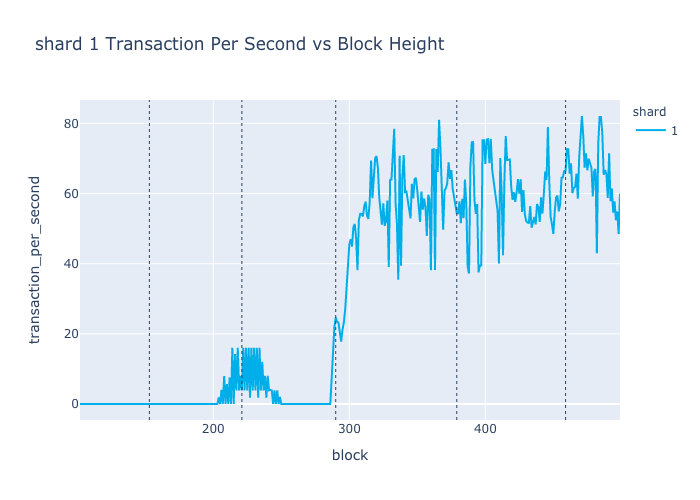 shard 1 Transaction Per Second vs Block Height
shard
1
transaction_per_second
80
60
40
20
0
200
300
400
block